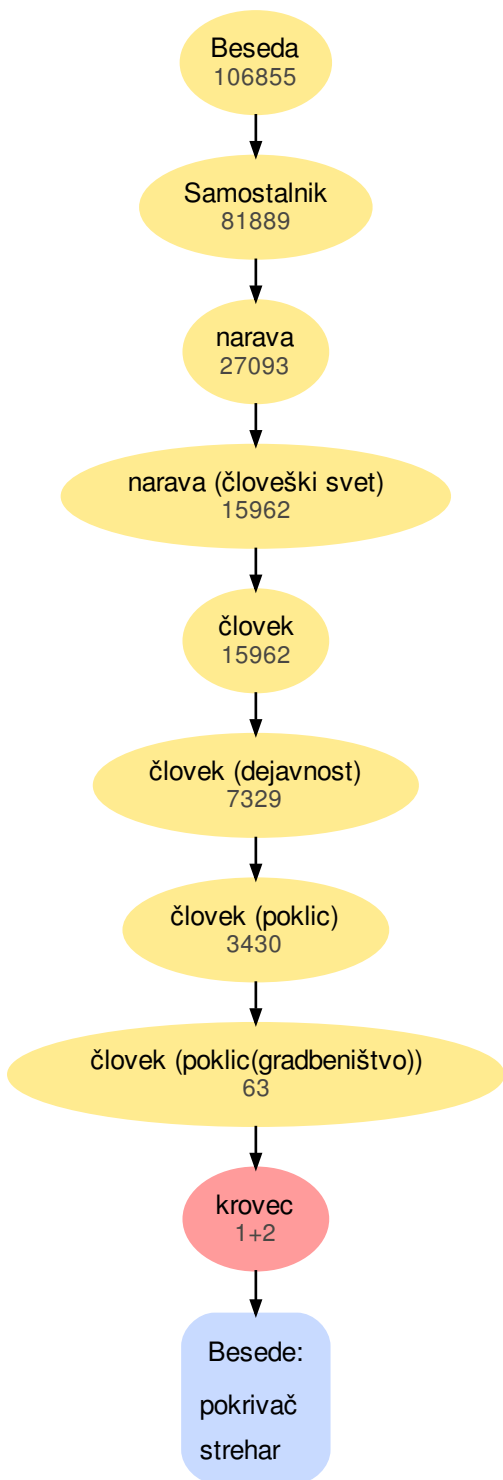 Beseda
106855
Samostalnik
81889
narava
27093
narava (človeški svet)
15962
človek
15962
človek (dejavnost)
7329
človek (poklic)
3430
človek (poklic(gradbeništvo))
63
krovec
1+2
Besede:
pokrivač
strehar